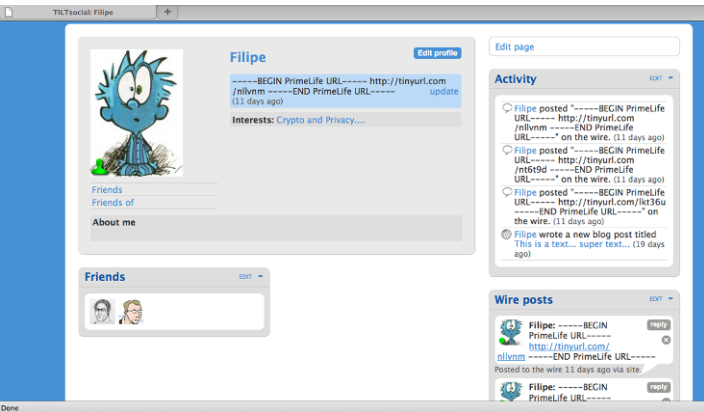 TILTsocial: Filipe
+
Filipe
Edit profile
-----BEGIN PrimeLife URL----- http://tinyurl.com
/nllvnm -----END PrimeLife URL-----
update
(11 days ago)
Interests: Crypto and Privacy....
Friends
Friends of
About me
Friends
EDIT -
Edit page
Activity
EDIT -
Filipe posted "-----BEGIN PrimeLife
URL----- http://tinyurl.com
/nllvnm -----END PrimeLife
URL-----" on the wire. (11 days ago)
Filipe posted "-----BEGIN PrimeLife
URL----- http://tinyurl.com
/nt6t9d -----END PrimeLife
URL-----" on the wire. (11 days ago)
Filipe posted "-----BEGIN PrimeLife
URL----- http://tinyurl.com/lkt36u
-----END PrimeLife URL-----" on
the wire. (11 days ago)
Filipe wrote a new blog post titled
This is a text... super text... (19 days
ago)
Wire posts
EDIT -
Filipe: -----BEGIN
reply
PrimeLife URL-----
http://tinyurl.com/
nllvnm -----END PrimeLife URL-----
Posted to the wire 11 days ago via site.
Filipe: -----BEGIN
reply
PrimeLife URL-----
Done